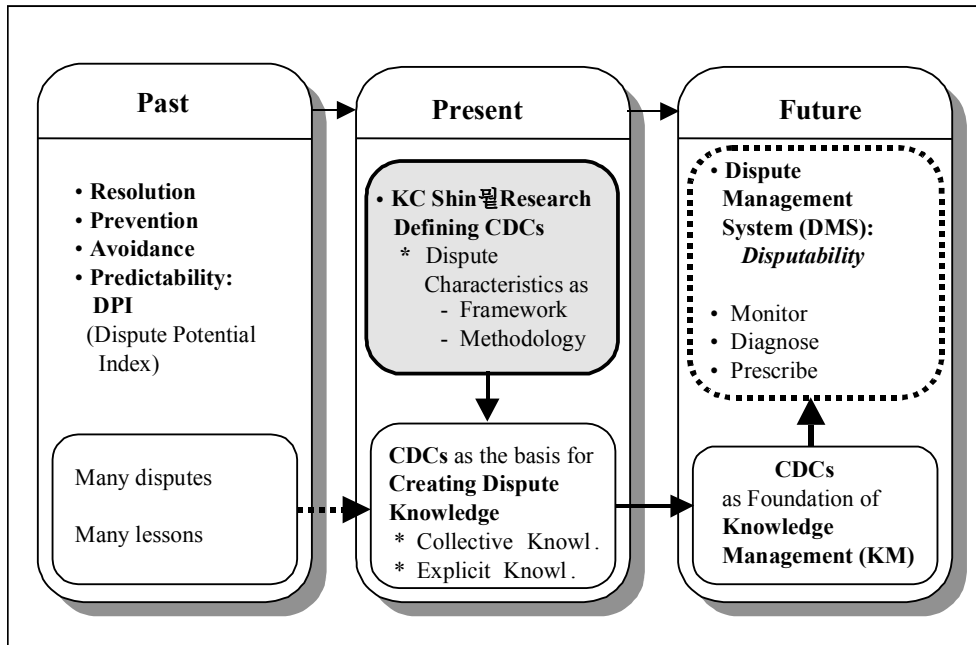 Past
• Resolution
• Prevention
• Avoidance
• Predictability:
DPI
(Dispute Potential
Index)
Many disputes
Many lessons
Present
• KC Shin뭩Research
Defining CDCs
* Dispute
Characteristics as
- Framework
- Methodology
CDCs as the basis for
Creating Dispute
Knowledge
* Collective Knowl.
* Explicit Knowl.
Future
• Dispute
Management
System (DMS):
Disputability
• Monitor
• Diagnose
• Prescribe
CDCs
as Foundation of
Knowledge
Management (KM)